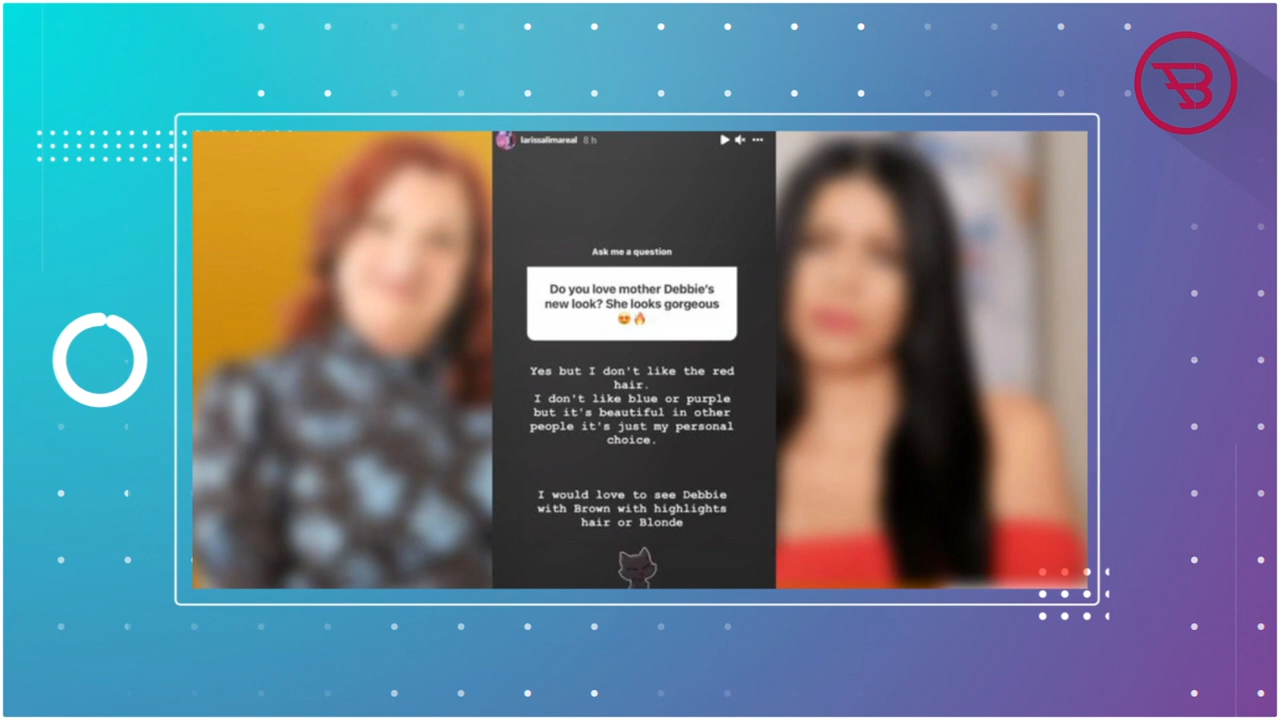 larissalimareal 8 h
Ask me a question
Do you love mother Debbie's
new look? She looks gorgeous
😍🔥
Yes but I don't like the red
hair.
I don't like blue or purple
but it's beautiful in other
people it's just my personal
choice.
I would love to see Debbie
with Brown with highlights
hair or Blonde